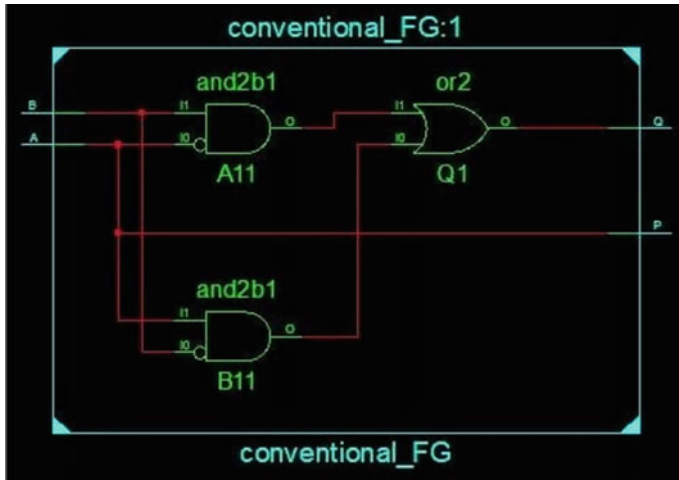 conventional_FG:1
and2b1
or2
B
I1
I1
O
O
Q
A
I0
I0
A11
Q1
P
and2b1
I1
O
I0
B11
conventional_FG